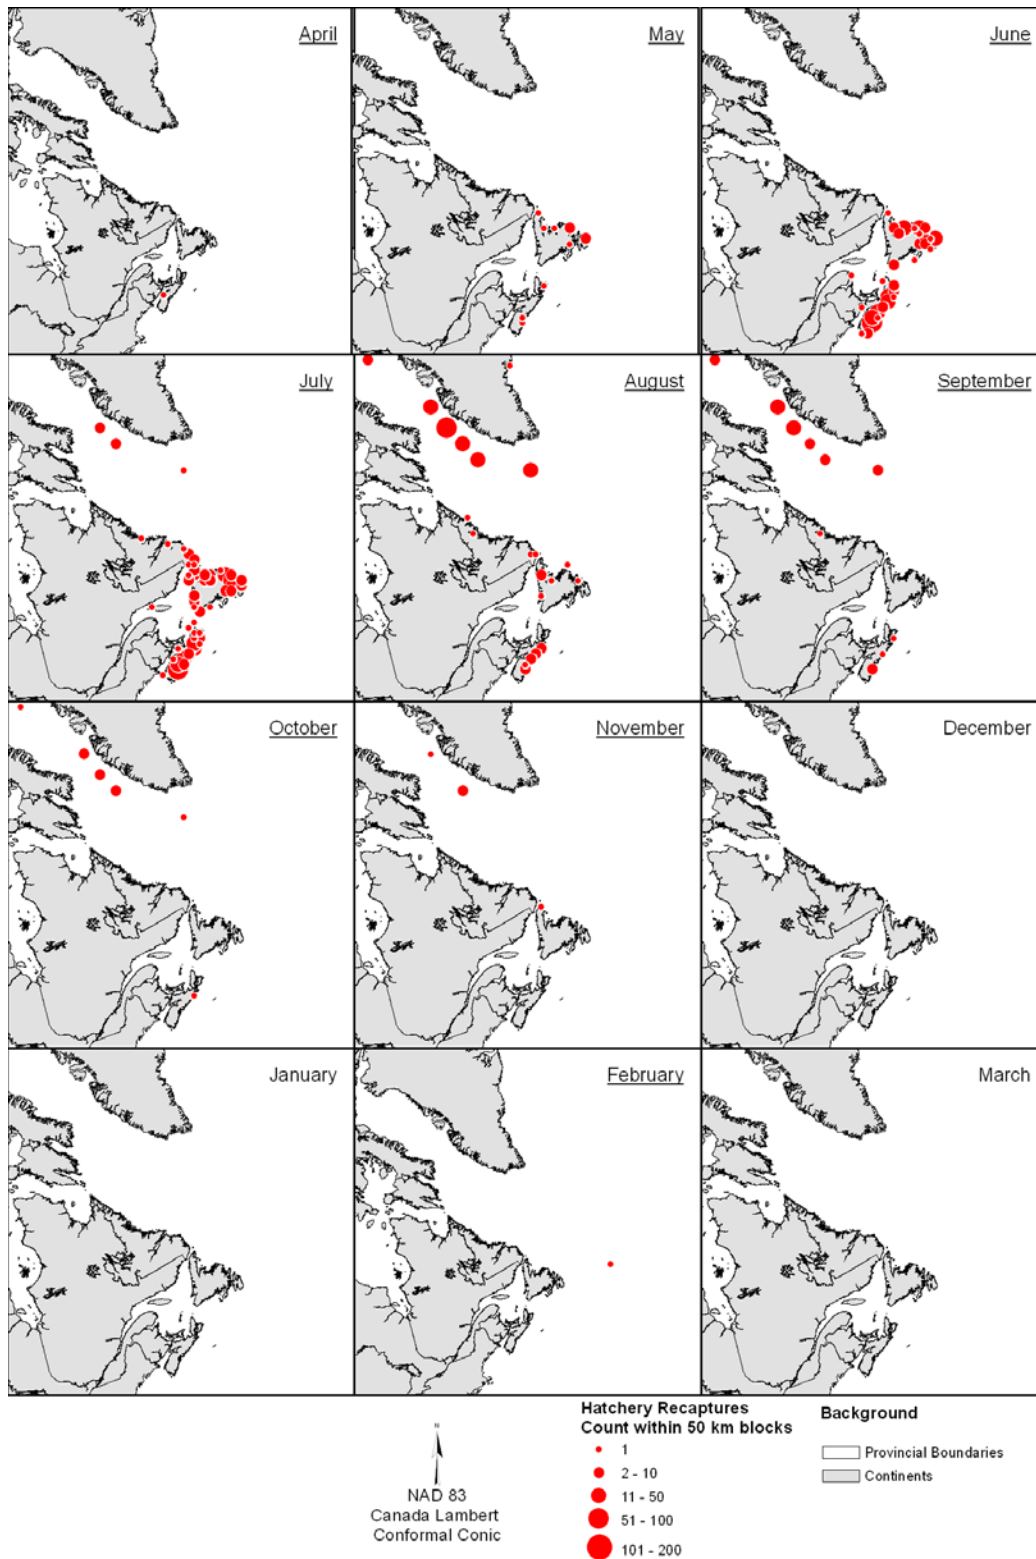 April
May
June
July
August
September
October
November
December
January
February
March
N
NAD 83
Canada Lambert
Conformal Conic
Hatchery Recaptures
Count within 50 km blocks
1
2 - 10
11 - 50
51 - 100
101 - 200
Background
Provincial Boundaries
Continents